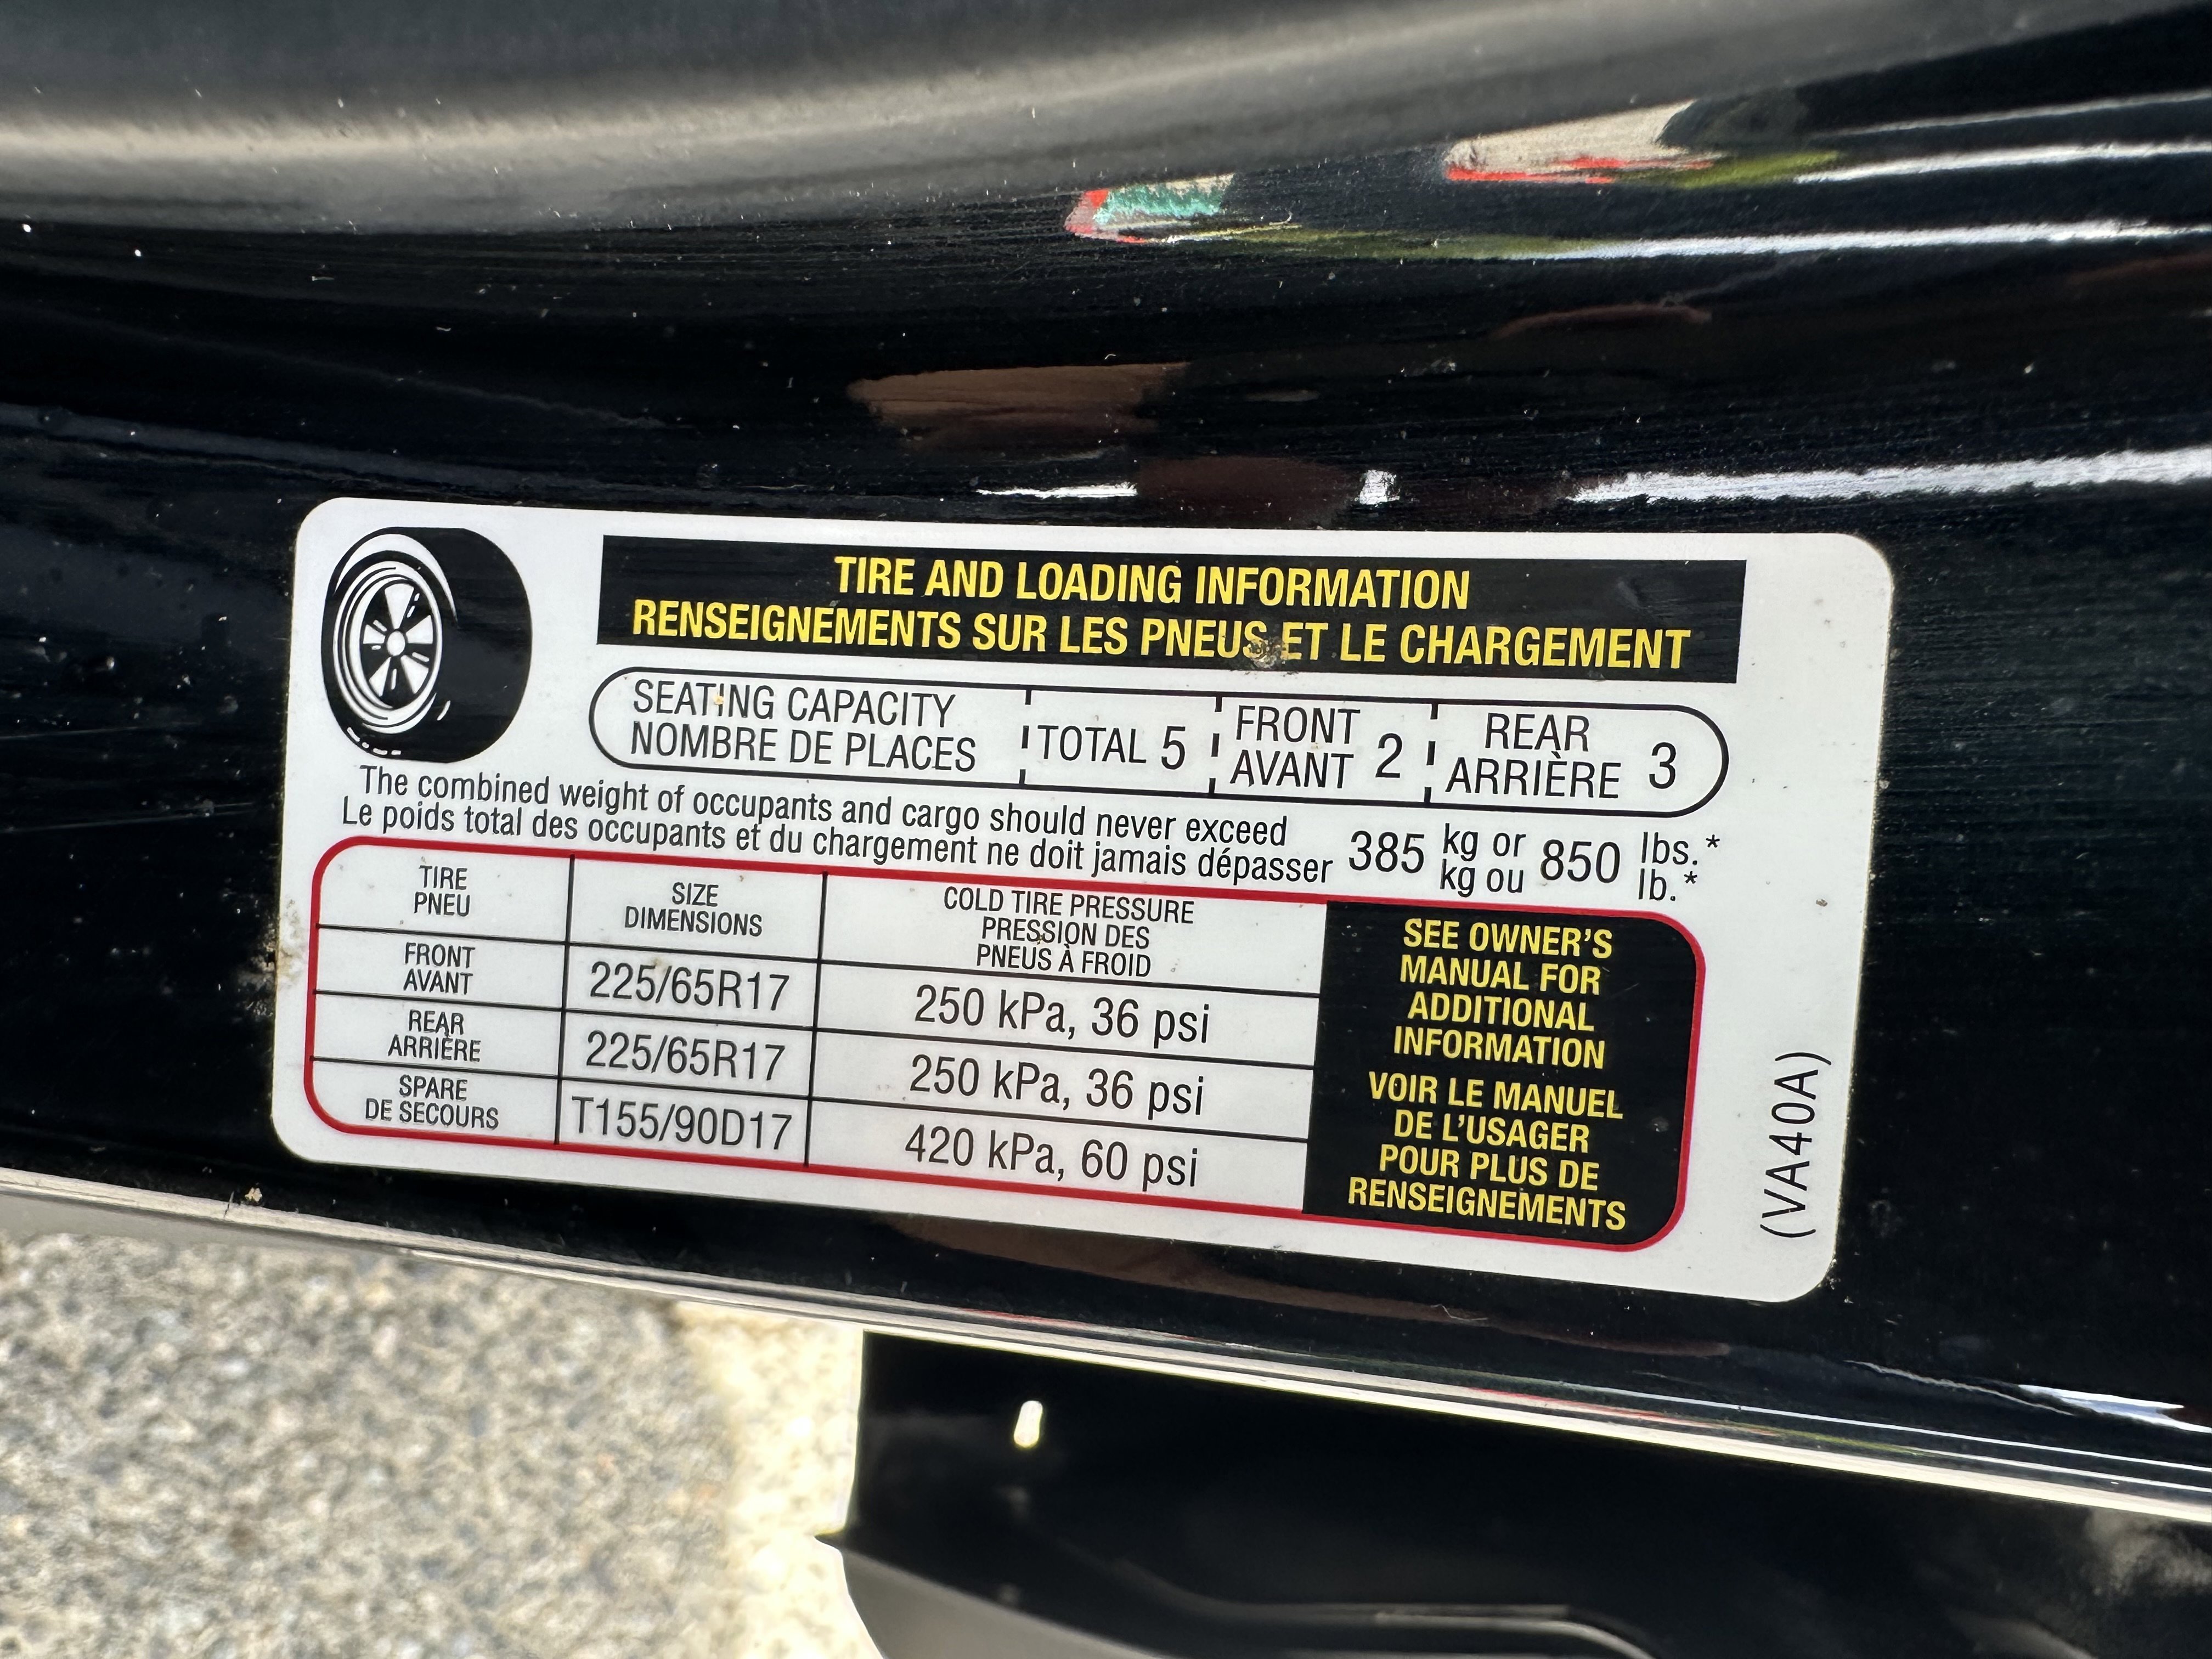 TIRE AND LOADING INFORMATION
RENSEIGNEMENTS SUR LES PNEUS ET LE CHARGEMENT
SEATING CAPACITY
NOMBRE DE PLACES
TOTAL 5
FRONT
AVANT 2
REAR
ARRIÈRE 3
The combined weight of occupants and cargo should never exceed
Le poids total des occupants et du chargement ne doit jamais dépasser
385 kg or 850 lbs.*
kg ou lb.*
TIRE
PNEU
SIZE
DIMENSIONS
COLD TIRE PRESSURE
PRESSION DES
PNEUS À FROID
FRONT
AVANT
225/65R17
250 kPa, 36 psi
REAR
ARRIÈRE
225/65R17
250 kPa, 36 psi
SPARE
DE SECOURS
T155/90D17
420 kPa, 60 psi
SEE OWNER'S
MANUAL FOR
ADDITIONAL
INFORMATION
VOIR LE MANUEL
DE L'USAGER
POUR PLUS DE
RENSEIGNEMENTS
(VA40A)